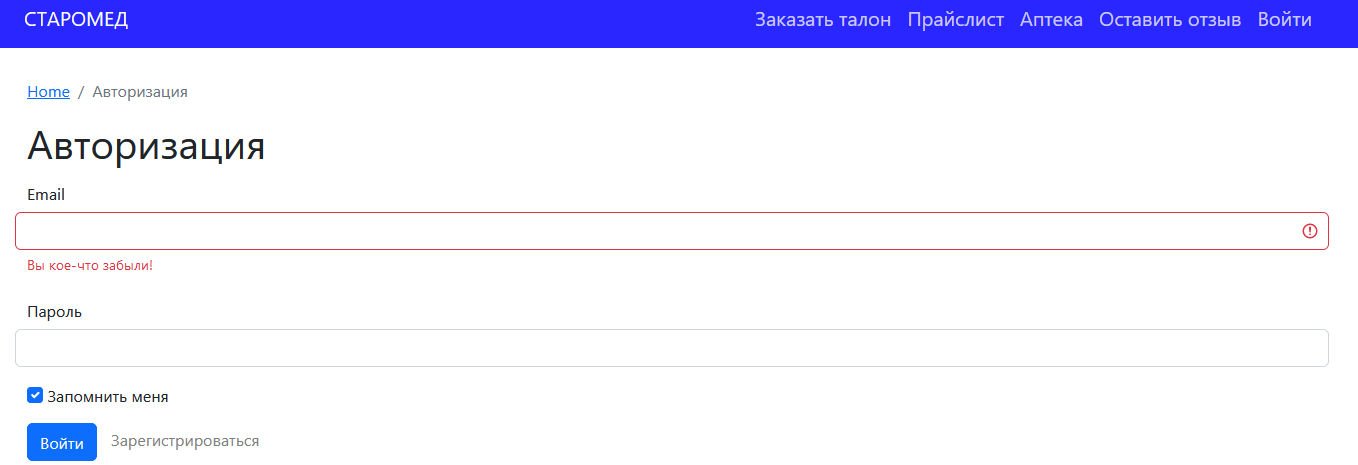 СТАРОМЕД Заказать талон Прайслист Аптека Оставить отзыв Войти
Home / Авторизация
Авторизация
Email
Вы кое-что забыли!
Пароль
Запомнить меня
Войти Зарегистрироваться